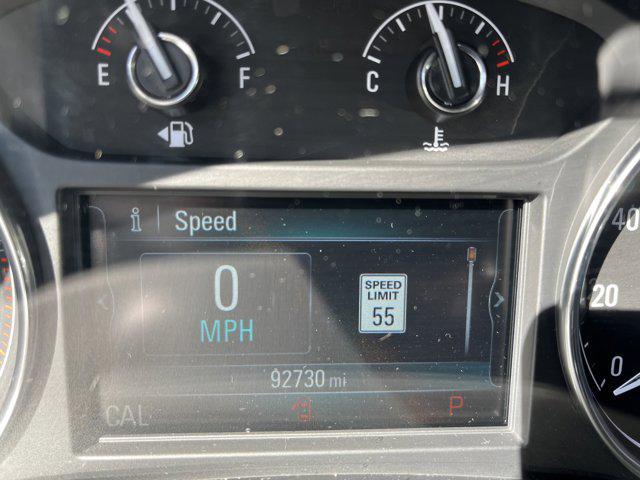 E F
C H
i Speed
0
MPH
SPEED
LIMIT
55
92730 mi
CAL P
40
20
0